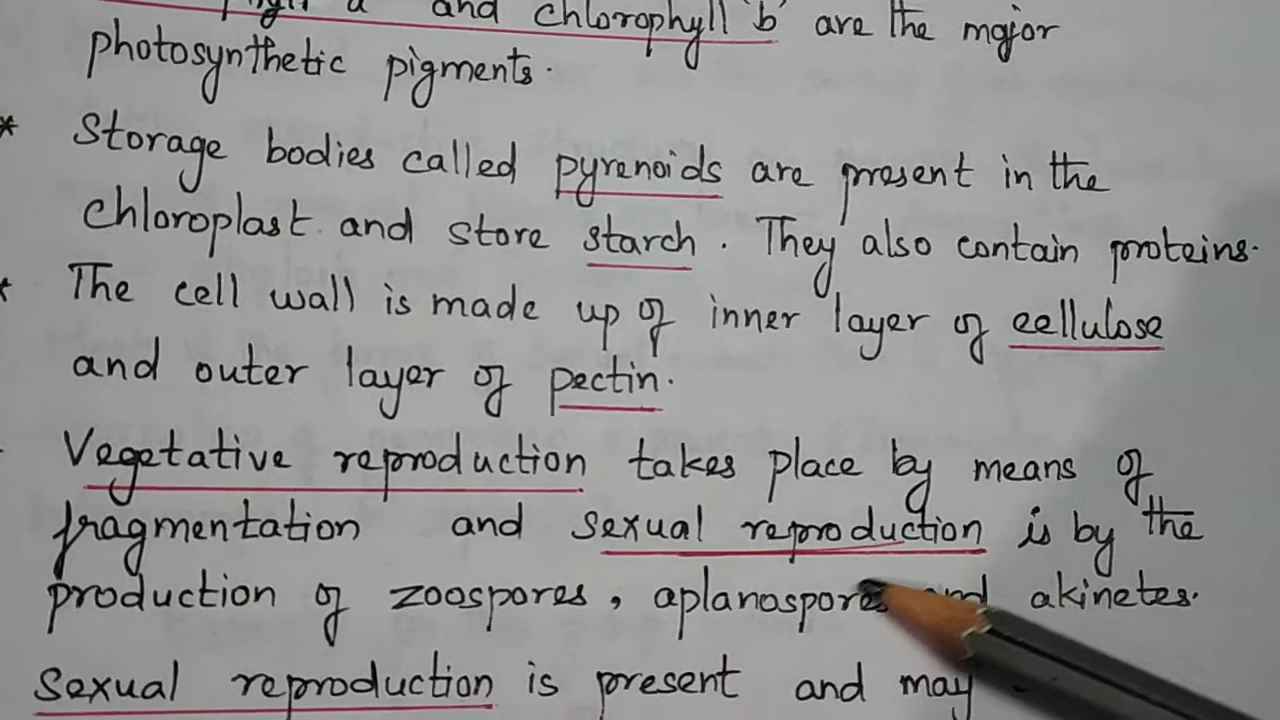 a and chlorophyll 'b' are the major
photosynthetic pigments.
* Storage bodies called pyrenoids are present in the
chloroplast and store starch. They also contain proteins.
* The cell wall is made up of inner layer of cellulose
and outer layer of pectin.
Vegetative reproduction takes place by means of
fragmentation and sexual reproduction is by the
production of zoospores, aplanospores and akinetes.
sexual reproduction is present and may